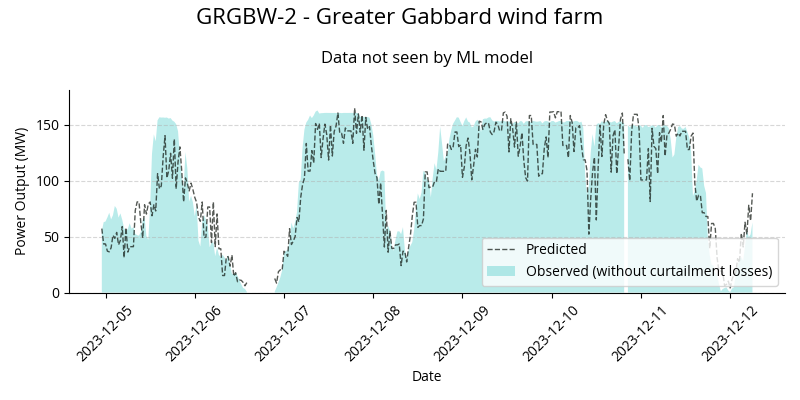 GRGBW-2 - Greater Gabbard wind farm
Data not seen by ML model
Power Output (MW)
150
100
50
0
Predicted
Observed (without curtailment losses)
2023-12-05
2023-12-06
2023-12-07
2023-12-08
2023-12-09
2023-12-10
2023-12-11
2023-12-12
Date